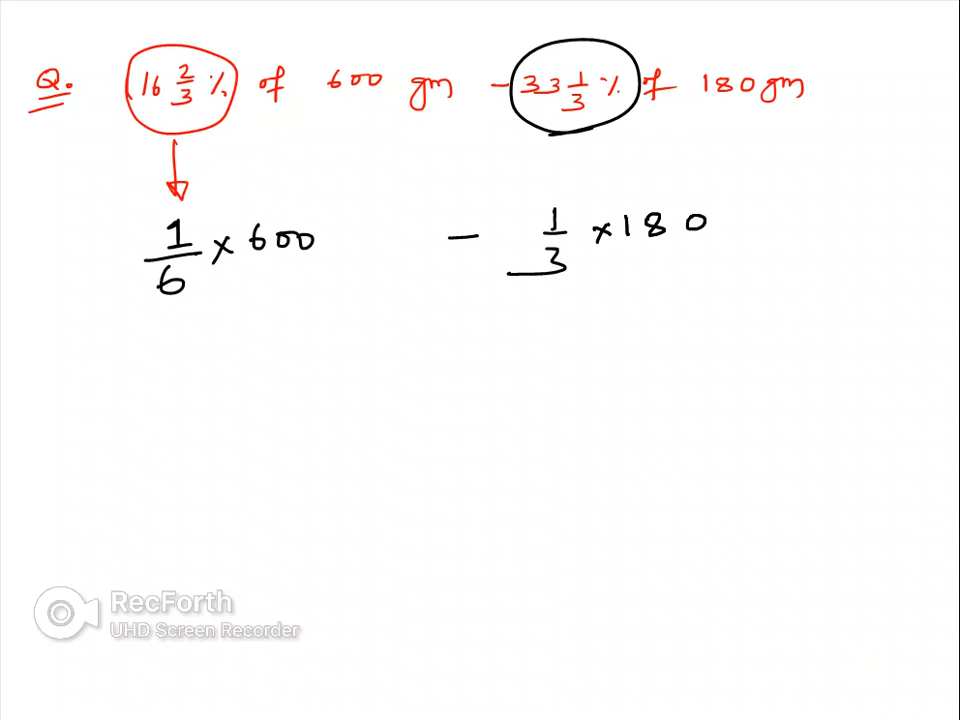 Q. 16 2/3 % of 600 gm - 33 1/3 % of 180 gm
1/6 × 600 - 1/3 × 180
RecForth
UHD Screen Recorder